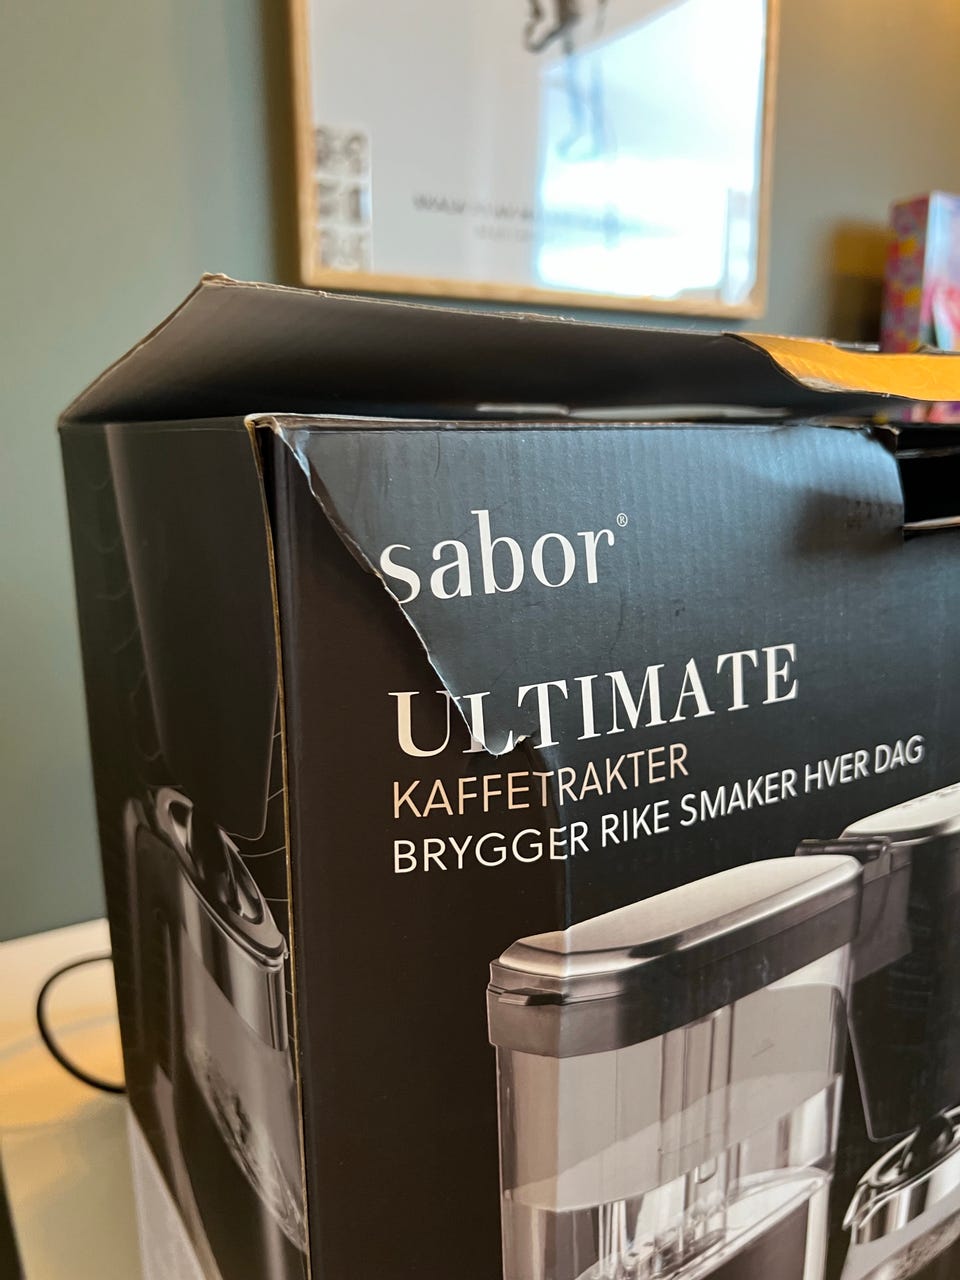 sabor®
ULTIMATE
KAFFETRAKTER
BRYGGER RIKE SMAKER HVER DAG